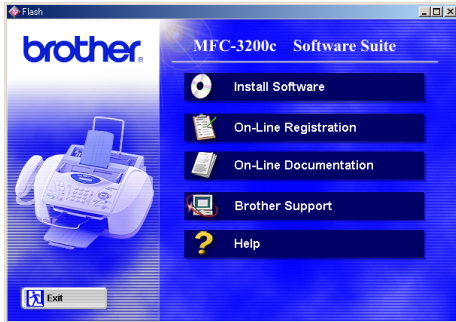 Flash
brother.
MFC-3200c Software Suite
Install Software
On-Line Registration
On-Line Documentation
Brother Support
Help
Exit